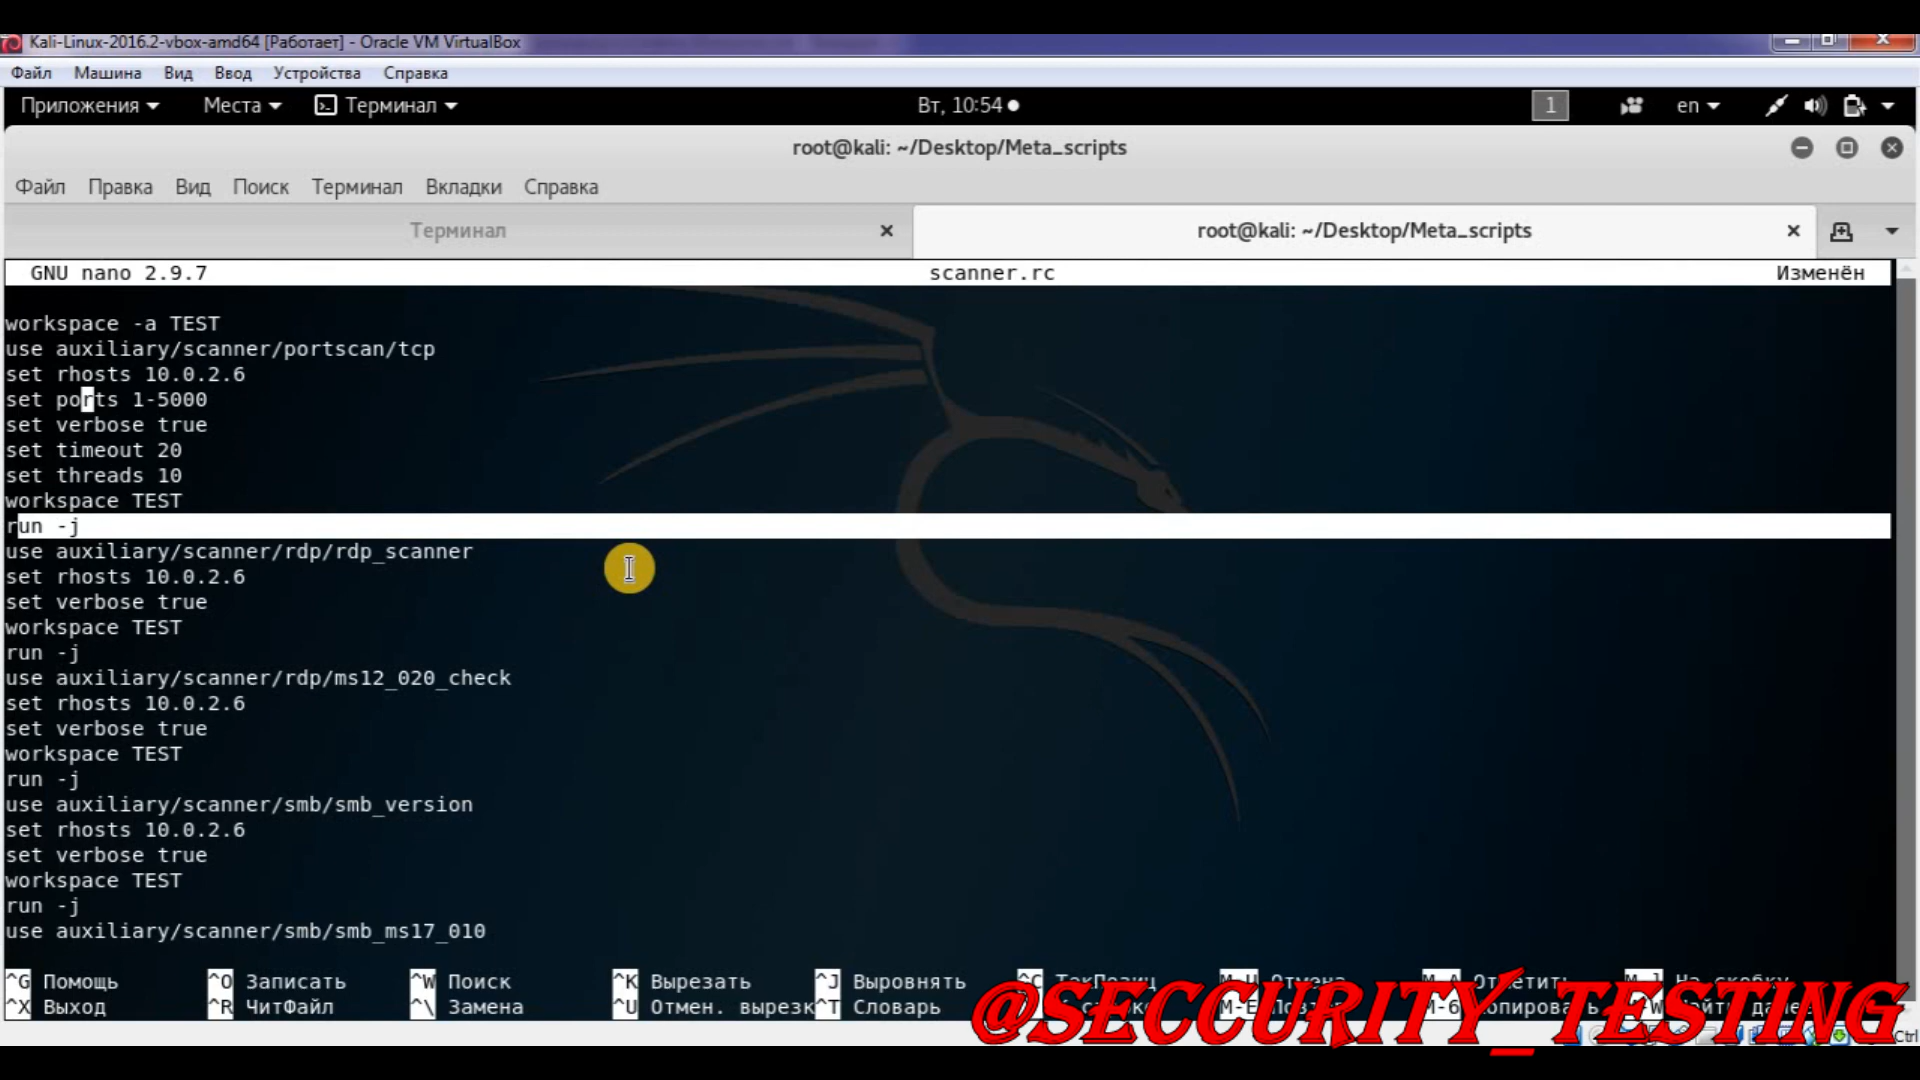 Kali-Linux-2016.2-vbox-amd64 [Работает] - Oracle VM VirtualBox
Файл Машина Вид Ввод Устройства Справка
Приложения Места Терминал Вт, 10:54 1 en
root@kali: ~/Desktop/Meta_scripts
Файл Правка Вид Поиск Терминал Вкладки Справка
Терминал root@kali: ~/Desktop/Meta_scripts
GNU nano 2.9.7 scanner.rc Изменён
workspace -a TEST
use auxiliary/scanner/portscan/tcp
set rhosts 10.0.2.6
set ports 1-5000
set verbose true
set timeout 20
set threads 10
workspace TEST
run -j
use auxiliary/scanner/rdp/rdp_scanner
set rhosts 10.0.2.6
set verbose true
workspace TEST
run -j
use auxiliary/scanner/rdp/ms12_020_check
set rhosts 10.0.2.6
set verbose true
workspace TEST
run -j
use auxiliary/scanner/smb/smb_version
set rhosts 10.0.2.6
set verbose true
workspace TEST
run -j
use auxiliary/scanner/smb/smb_ms17_010
^G Помощь ^O Записать ^W Поиск ^K Вырезать ^J Выровнять ^C ТекПозиц M-U Отмена
^X Выход ^R ЧитФайл ^\ Замена ^U Отмен. вырезк ^T Словарь
@SECCURITY_TESTING
Ctrl